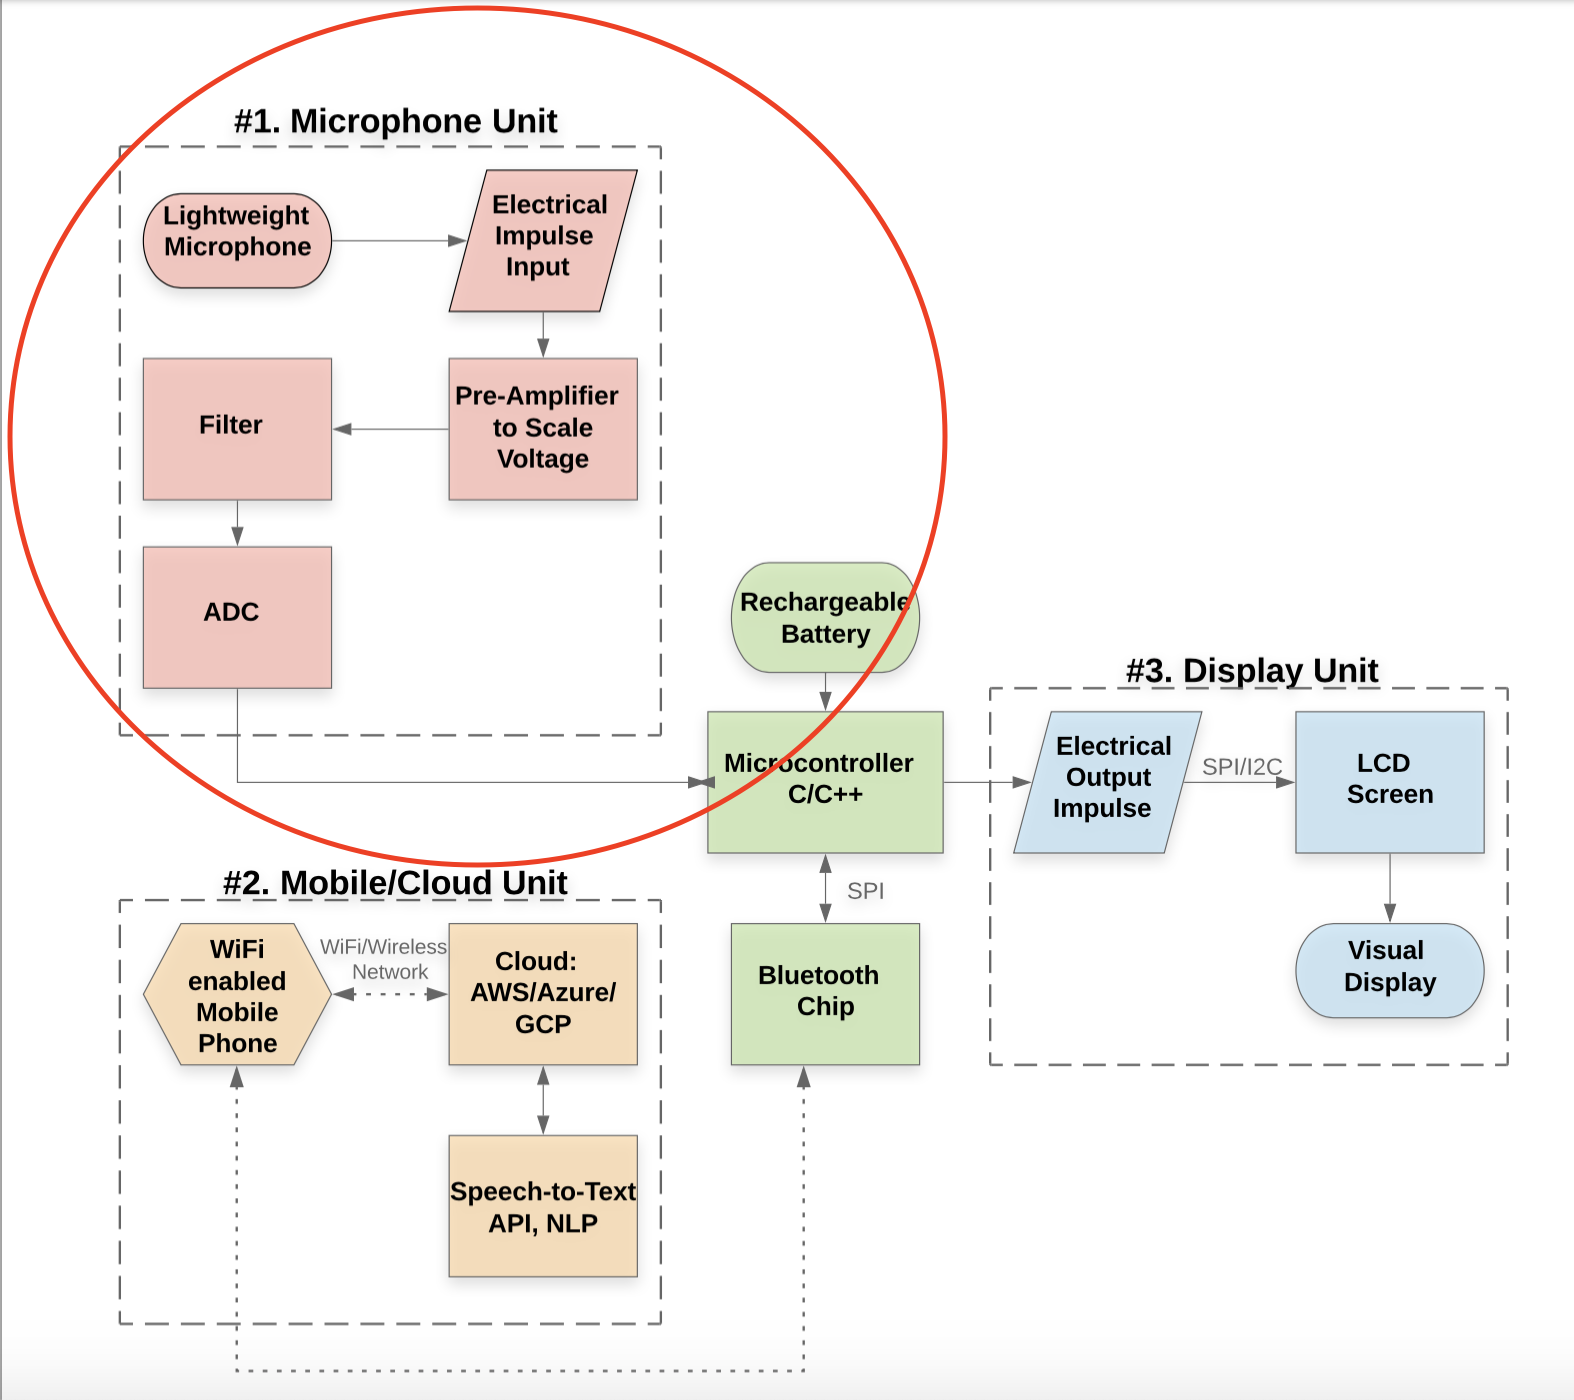 #1. Microphone Unit
Lightweight
Microphone
Electrical
Impulse
Input
Filter
Pre-Amplifier
to Scale
Voltage
ADC
Rechargeable
Battery
Microcontroller
C/C++
#3. Display Unit
Electrical
Output
Impulse
SPI/I2C
LCD
Screen
Visual
Display
SPI
Bluetooth
Chip
#2. Mobile/Cloud Unit
WiFi
enabled
Mobile
Phone
WiFi/Wireless
Network
Cloud:
AWS/Azure/
GCP
Speech-to-Text
API, NLP